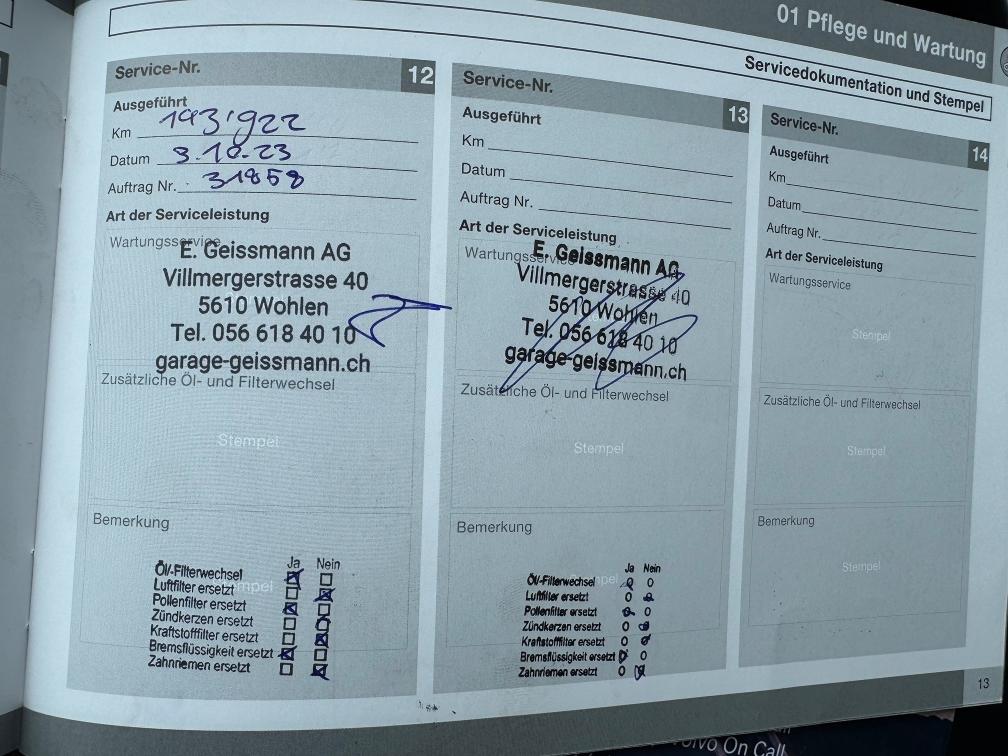 01 Pflege und Wartung
Servicedokumentation und Stempel
Service-Nr. 12
Ausgeführt
Km 193'922
Datum 3.10.23
Auftrag Nr. 31858
Art der Serviceleistung
Wartungsservice
E. Geissmann AG
Villmergerstrasse 40
5610 Wohlen
Tel. 056 618 40 10
garage-geissmann.ch
Zusätzliche Öl- und Filterwechsel
Stempel
Bemerkung
Ja Nein
Öl/-Filterwechsel
Luftfilter ersetzt
Pollenfilter ersetzt
Zündkerzen ersetzt
Kraftstofffilter ersetzt
Bremsflüssigkeit ersetzt
Zahnriemen ersetzt
Service-Nr. 13
Ausgeführt
Km
Datum
Auftrag Nr.
Art der Serviceleistung
Wartungsservice
E. Geissmann AG
Villmergerstrasse 40
5610 Wohlen
Tel. 056 618 40 10
garage-geissmann.ch
Zusätzliche Öl- und Filterwechsel
Stempel
Bemerkung
Ja Nein
Öl/-Filterwechsel
Luftfilter ersetzt
Pollenfilter ersetzt
Zündkerzen ersetzt
Kraftstofffilter ersetzt
Bremsflüssigkeit ersetzt
Zahnriemen ersetzt
Service-Nr. 14
Ausgeführt
Km
Datum
Auftrag Nr.
Art der Serviceleistung
Wartungsservice
Stempel
Zusätzliche Öl- und Filterwechsel
Stempel
Bemerkung
Stempel
13
On Call